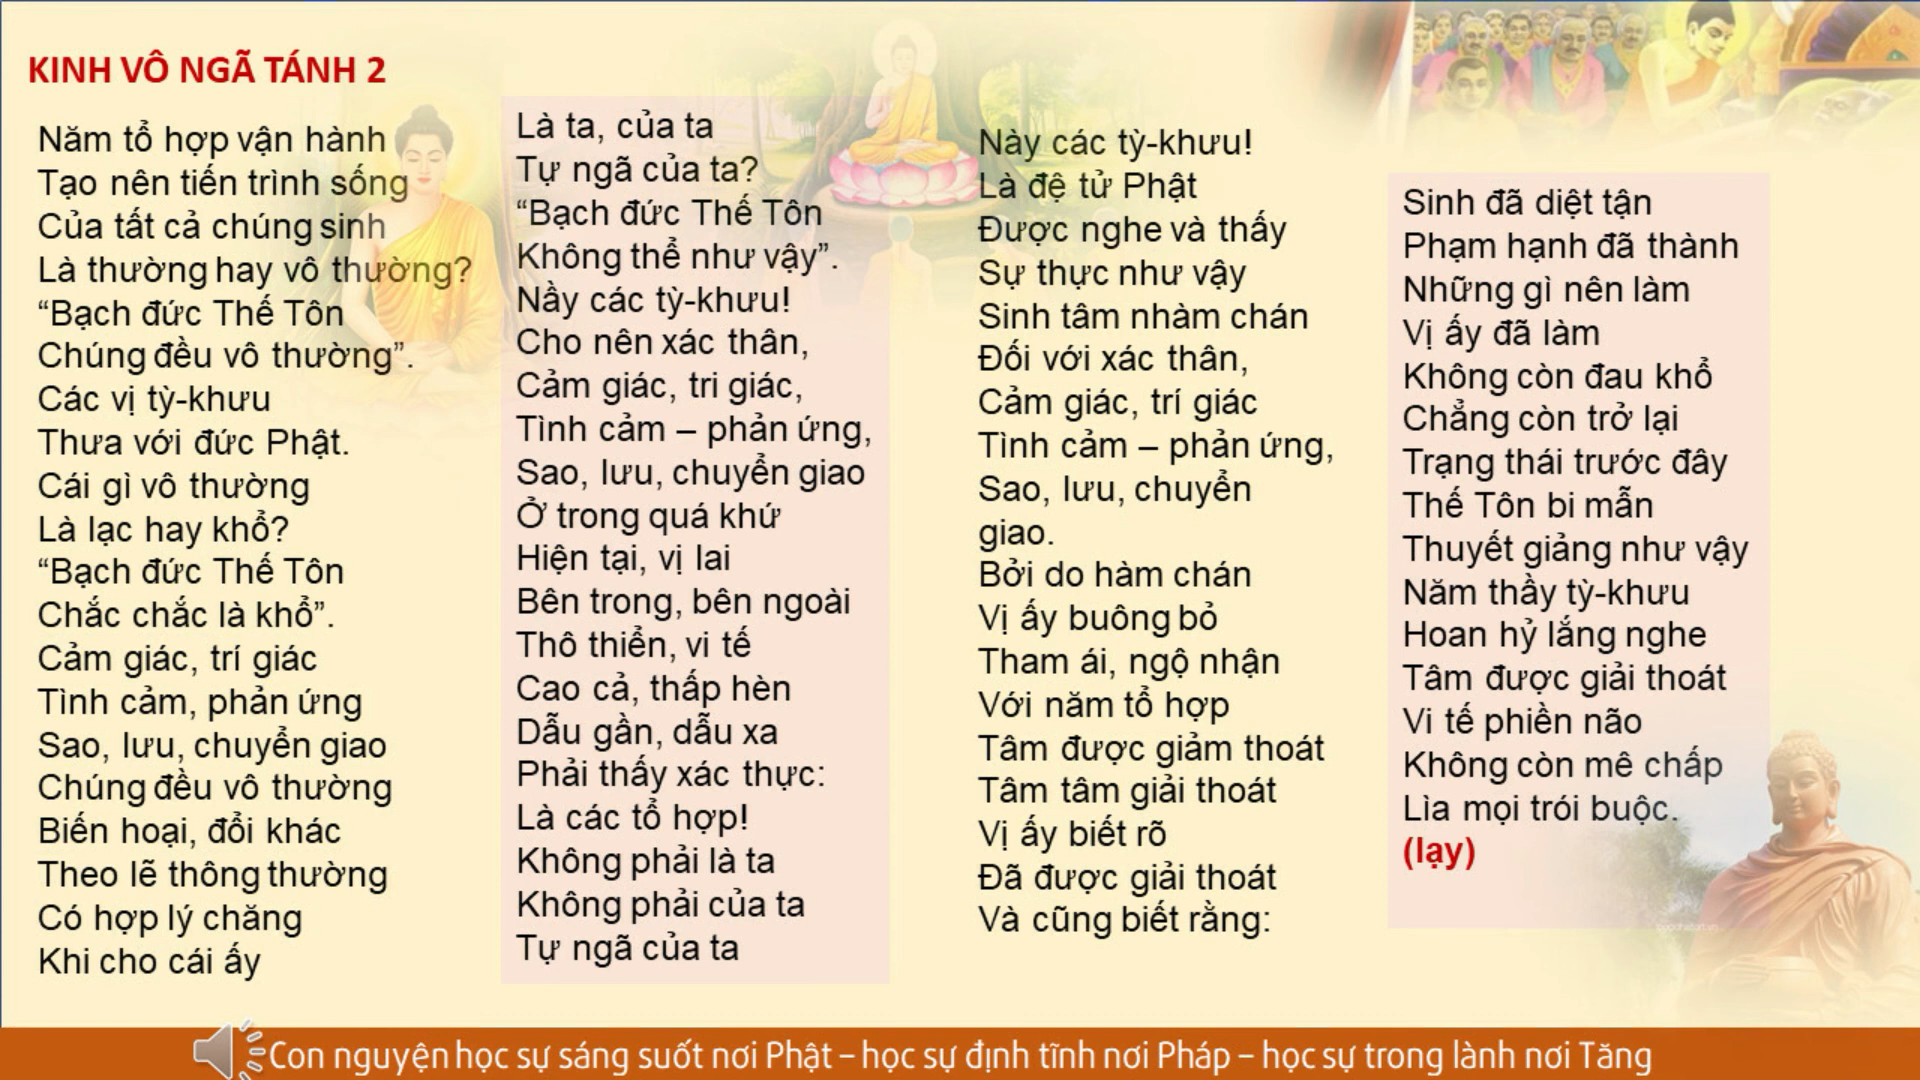 KINH VÔ NGÃ TÁNH 2
Năm tổ hợp vận hành
Tạo nên tiến trình sống
Của tất cả chúng sinh
Là thường hay vô thường?
“Bạch đức Thế Tôn
Chúng đều vô thường”.
Các vị tỳ-khưu
Thưa với đức Phật.
Cái gì vô thường
Là lạc hay khổ?
“Bạch đức Thế Tôn
Chắc chắc là khổ”.
Cảm giác, trí giác
Tình cảm, phản ứng
Sao, lưu, chuyển giao
Chúng đều vô thường
Biến hoại, đổi khác
Theo lẽ thông thường
Có hợp lý chăng
Khi cho cái ấy
Là ta, của ta
Tự ngã của ta?
“Bạch đức Thế Tôn
Không thể như vậy”.
Nầy các tỳ-khưu!
Cho nên xác thân,
Cảm giác, tri giác,
Tình cảm – phản ứng,
Sao, lưu, chuyển giao
Ở trong quá khứ
Hiện tại, vị lai
Bên trong, bên ngoài
Thô thiển, vi tế
Cao cả, thấp hèn
Dẫu gần, dẫu xa
Phải thấy xác thực:
Là các tổ hợp!
Không phải là ta
Không phải của ta
Tự ngã của ta
Này các tỳ-khưu!
Là đệ tử Phật
Được nghe và thấy
Sự thực như vậy
Sinh tâm nhàm chán
Đối với xác thân,
Cảm giác, trí giác
Tình cảm – phản ứng,
Sao, lưu, chuyển
giao.
Bởi do hàm chán
Vị ấy buông bỏ
Tham ái, ngộ nhận
Với năm tổ hợp
Tâm được giảm thoát
Tâm tâm giải thoát
Vị ấy biết rõ
Đã được giải thoát
Và cũng biết rằng:
Sinh đã diệt tận
Phạm hạnh đã thành
Những gì nên làm
Vị ấy đã làm
Không còn đau khổ
Chẳng còn trở lại
Trạng thái trước đây
Thế Tôn bi mẫn
Thuyết giảng như vậy
Năm thầy tỳ-khưu
Hoan hỷ lắng nghe
Tâm được giải thoát
Vi tế phiền não
Không còn mê chấp
Lìa mọi trói buộc.
(lạy)
Con nguyện học sự sáng suốt nơi Phật – học sự định tĩnh nơi Pháp – học sự trong lành nơi Tăng